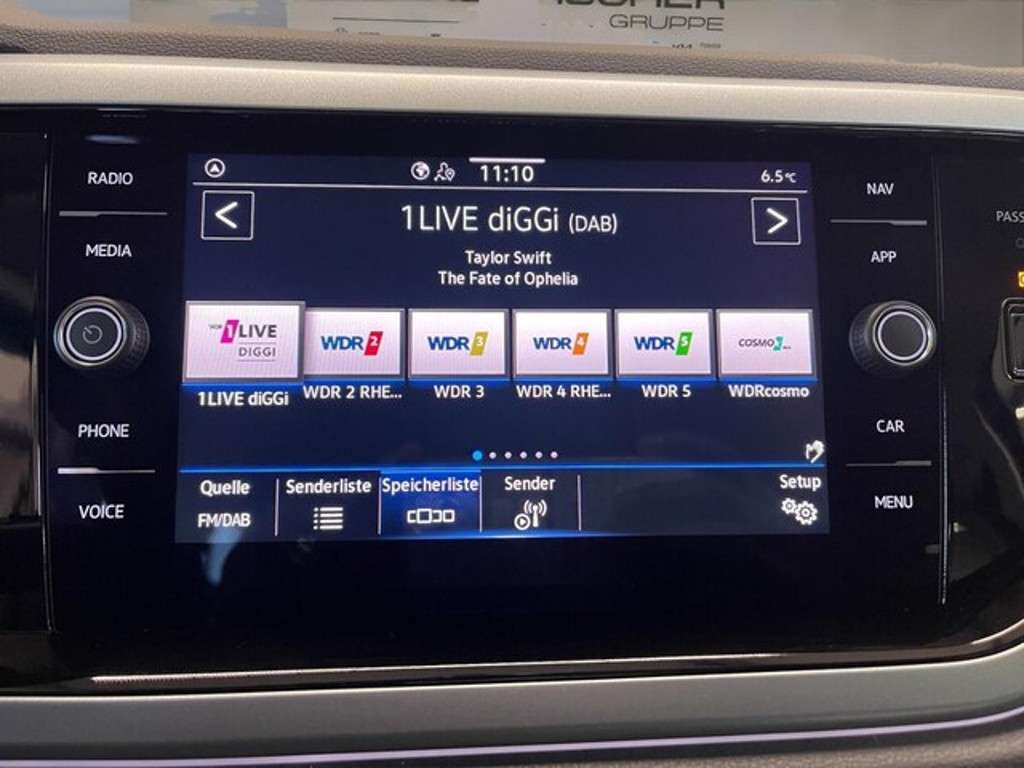 GRUPPE
RADIO
MEDIA
PHONE
VOICE
11:10
6.5°C
<
1LIVE diGGi (DAB)
>
Taylor Swift
The Fate of Ophelia
WDR 1LIVE
DIGGI
WDR 2
WDR 3
WDR 4
WDR 5
COSMO
1LIVE diGGi
WDR 2 RHE...
WDR 3
WDR 4 RHE...
WDR 5
WDRcosmo
Quelle
FM/DAB
Senderliste
Speicherliste
Sender
Setup
NAV
APP
CAR
MENU
PASS